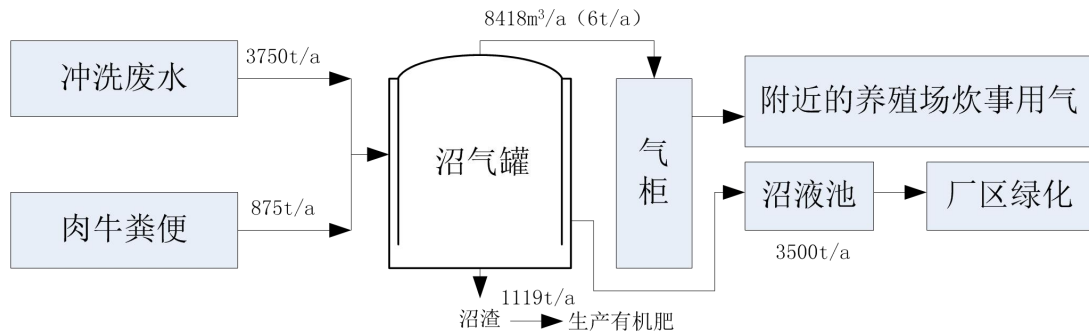 8418m³/a（6t/a）
冲洗废水
3750t/a
附近的养殖场炊事用气
沼气罐
气柜
肉牛粪便
875t/a
沼液池
厂区绿化
3500t/a
1119t/a
沼渣
生产有机肥